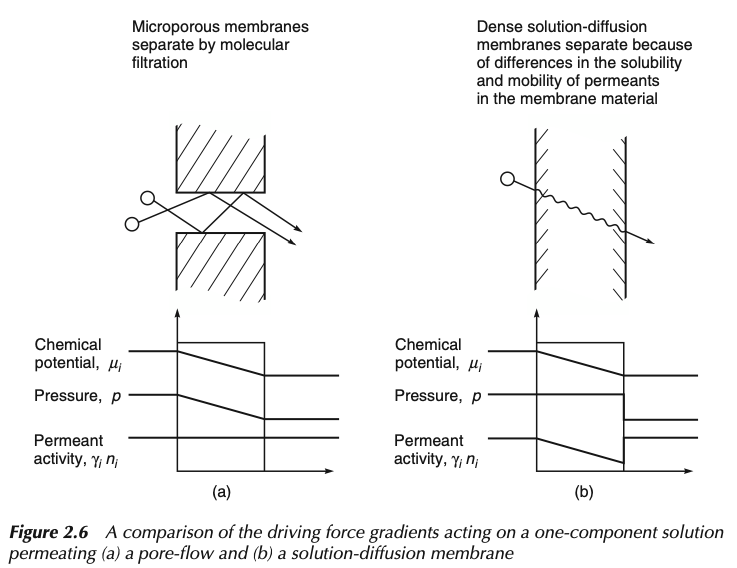 Microporous membranes
separate by molecular
filtration
Dense solution-diffusion
membranes separate because
of differences in the solubility
and mobility of permeants
in the membrane material
Chemical
potential, μi
Pressure, p
Permeant
activity, γi ni
(a)
Chemical
potential, μi
Pressure, p
Permeant
activity, γi ni
(b)
Figure 2.6 A comparison of the driving force gradients acting on a one-component solution
permeating (a) a pore-flow and (b) a solution-diffusion membrane